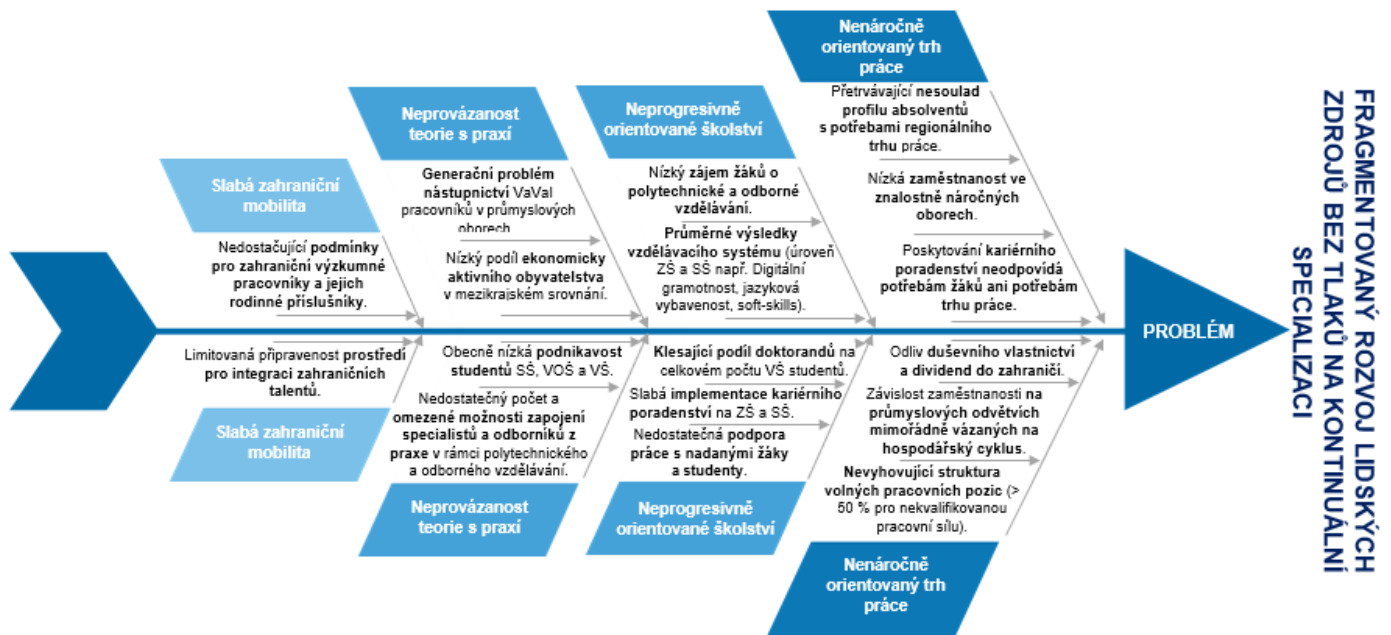 Nenáročně
orientovaný trh
práce
Přetrvávající nesoulad
profilu absolventů
s potřebami regionálního
trhu práce.
Nízká zaměstnanost ve
znalostně náročných
oborech.
Poskytování kariérního
poradenství neodpovídá
potřebám žáků ani potřebám
trhu práce.
Neprogresivně
orientované školství
Nízký zájem žáků o
polytechnické a odborné
vzdělávání.
Průměrné výsledky
vzdělávacího systému (úroveň
ZŠ a SŠ např. Digitální
gramotnost, jazyková
vybavenost, soft-skills).
Neprovázanost
teorie s praxí
Generační problém
nástupnictví VaVaI
pracovníků v průmyslových
oborech
Nízký podíl ekonomicky
aktivního obyvatelstva
v mezikrajském srovnání.
Slabá zahraniční
mobilita
Nedostačující podmínky
pro zahraniční výzkumné
pracovníky a jejich
rodinné příslušníky.
PROBLÉM
FRAGMENTOVANÝ ROZVOJ LIDSKÝCH
ZDROJŮ BEZ TLAKŮ NA KONTINUÁLNÍ
SPECIALIZACI
Limitovaná připravenost prostředí
pro integraci zahraničních
talentů.
Slabá zahraniční
mobilita
Obecně nízká podnikavost
studentů SŠ, VOŠ a VŠ.
Nedostatečný počet a
omezené možnosti zapojení
specialistů a odborníků z
praxe v rámci polytechnického
a odborného vzdělávání.
Neprovázanost
teorie s praxí
Klesající podíl doktorandů na
celkovém počtu VŠ studentů.
Slabá implementace kariérního
poradenství na ZŠ a SŠ.
Nedostatečná podpora
práce s nadanými žáky
a studenty.
Neprogresivně
orientované školství
Odliv duševního vlastnictví
a dividend do zahraničí.
Závislost zaměstnanosti na
průmyslových odvětvích
mimořádně vázaných na
hospodářský cyklus.
Nevyhovující struktura
volných pracovních pozic (>
50 % pro nekvalifikovanou
pracovní sílu).
Nenáročně
orientovaný trh
práce